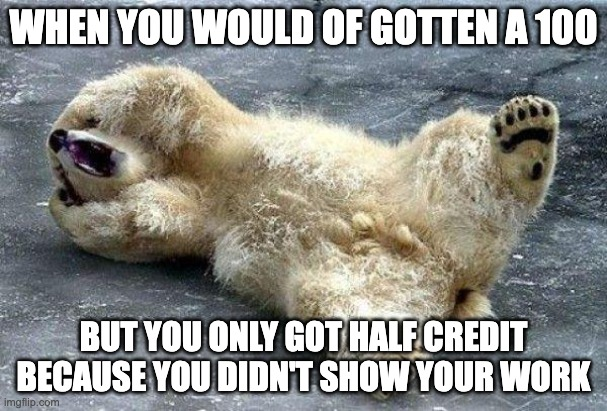 WHEN YOU WOULD OF GOTTEN A 100
BUT YOU ONLY GOT HALF CREDIT
BECAUSE YOU DIDN'T SHOW YOUR WORK
imgflip.com